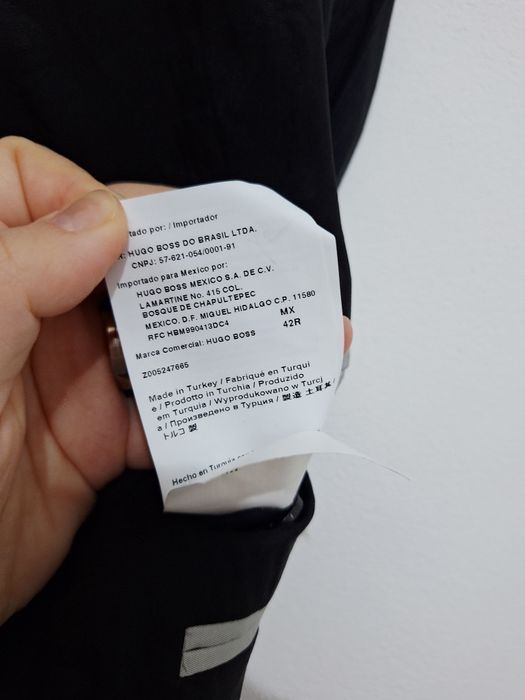 tado por: / Importador
HUGO BOSS DO BRASIL LTDA.
CNPJ: 57-621-054/0001-91
Importado para Mexico por:
HUGO BOSS MEXICO S.A. DE C.V.
LAMARTINE No. 415 COL.
BOSQUE DE CHAPULTEPEC
MEXICO. D.F. MIGUEL HIDALGO C.P. 11580
RFC HBM990413DC4 MX
Marca Comercial: HUGO BOSS 42R
Z005247665
Made in Turkey / Fabriqué en Turqui
e / Prodotto in Turchia / Produzido
em Turquia / Wyprodukowano w Turcj
a / Произведено в Турция / 製造 土耳其 /
トルコ 製
Hecho en Turquía